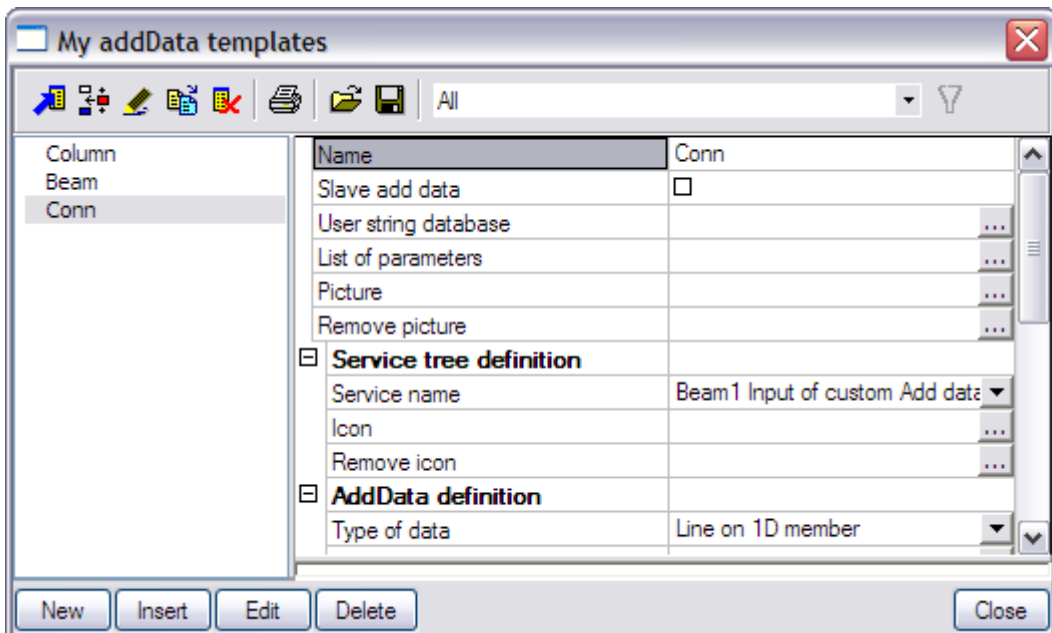 My addData templates
All
Column
Beam
Conn
Name Conn
Slave add data
User string database ...
List of parameters ...
Picture ...
Remove picture ...
Service tree definition
Service name Beam1 Input of custom Add data
Icon ...
Remove icon ...
AddData definition
Type of data Line on 1D member
New Insert Edit Delete Close